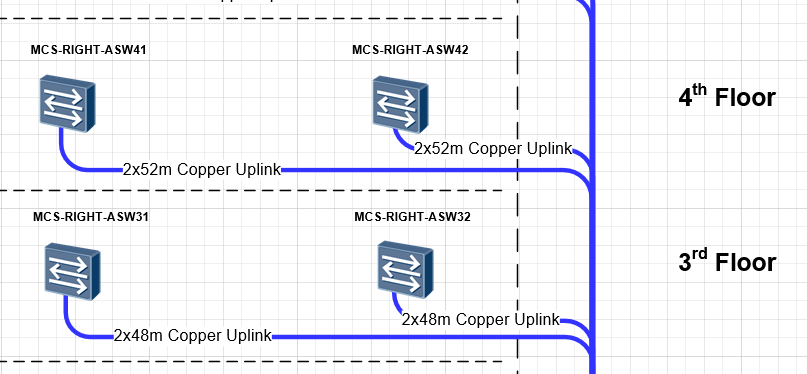 MCS-RIGHT-ASW41
MCS-RIGHT-ASW42
4th Floor
2x52m Copper Uplink
2x52m Copper Uplink
MCS-RIGHT-ASW31
MCS-RIGHT-ASW32
3rd Floor
2x48m Copper Uplink
2x48m Copper Uplink